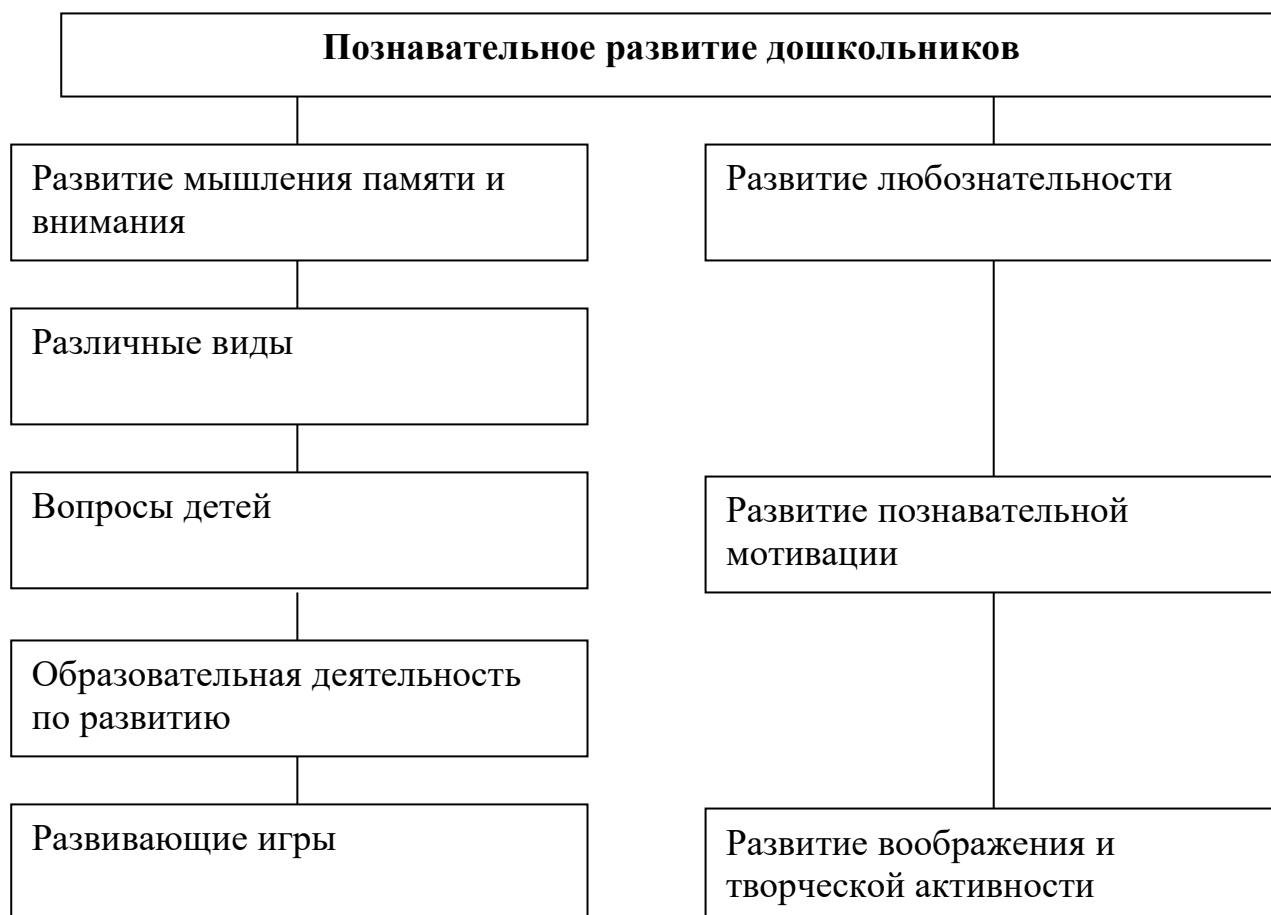 Познавательное развитие дошкольников
Развитие мышления памяти и
внимания
Различные виды
Вопросы детей
Образовательная деятельность
по развитию
Развивающие игры
Развитие любознательности
Развитие познавательной
мотивации
Развитие воображения и
творческой активности